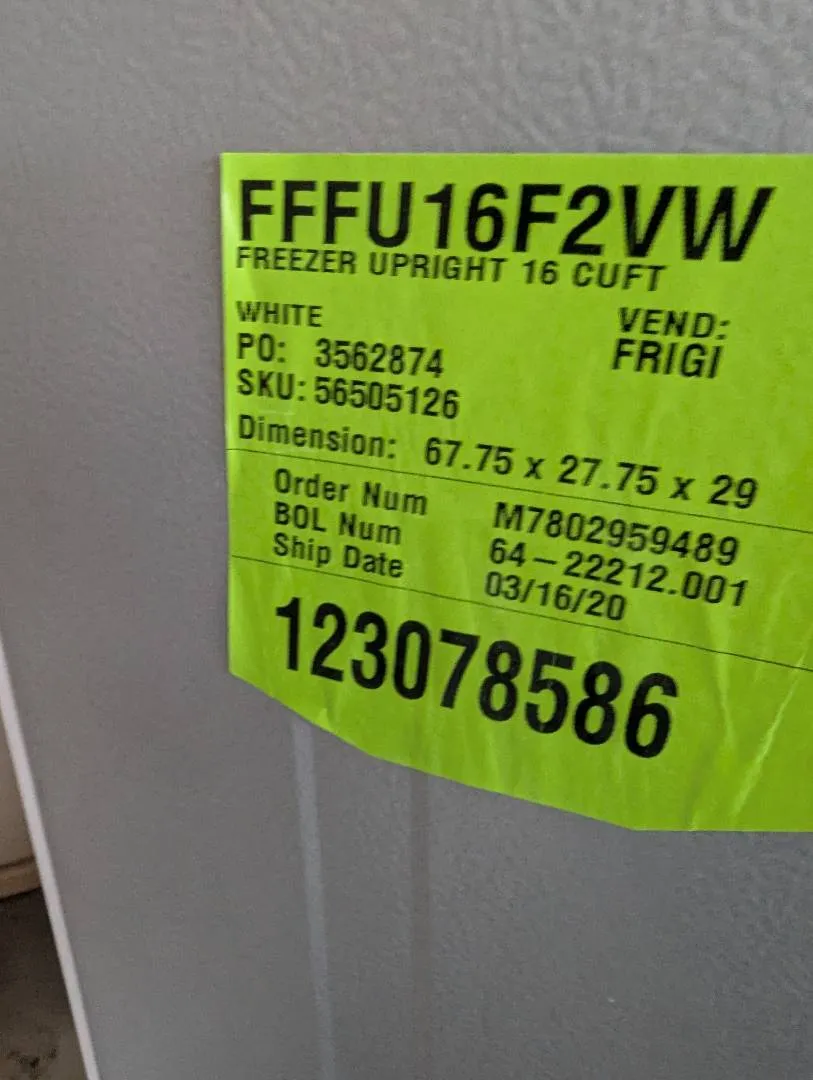 FFFU16F2VW
FREEZER UPRIGHT 16 CUFT
WHITE VEND:
PO: 3562874 FRIGI
SKU: 56505126
Dimension: 67.75 x 27.75 x 29
Order Num M7802959489
BOL Num 64-22212.001
Ship Date 03/16/20
123078586